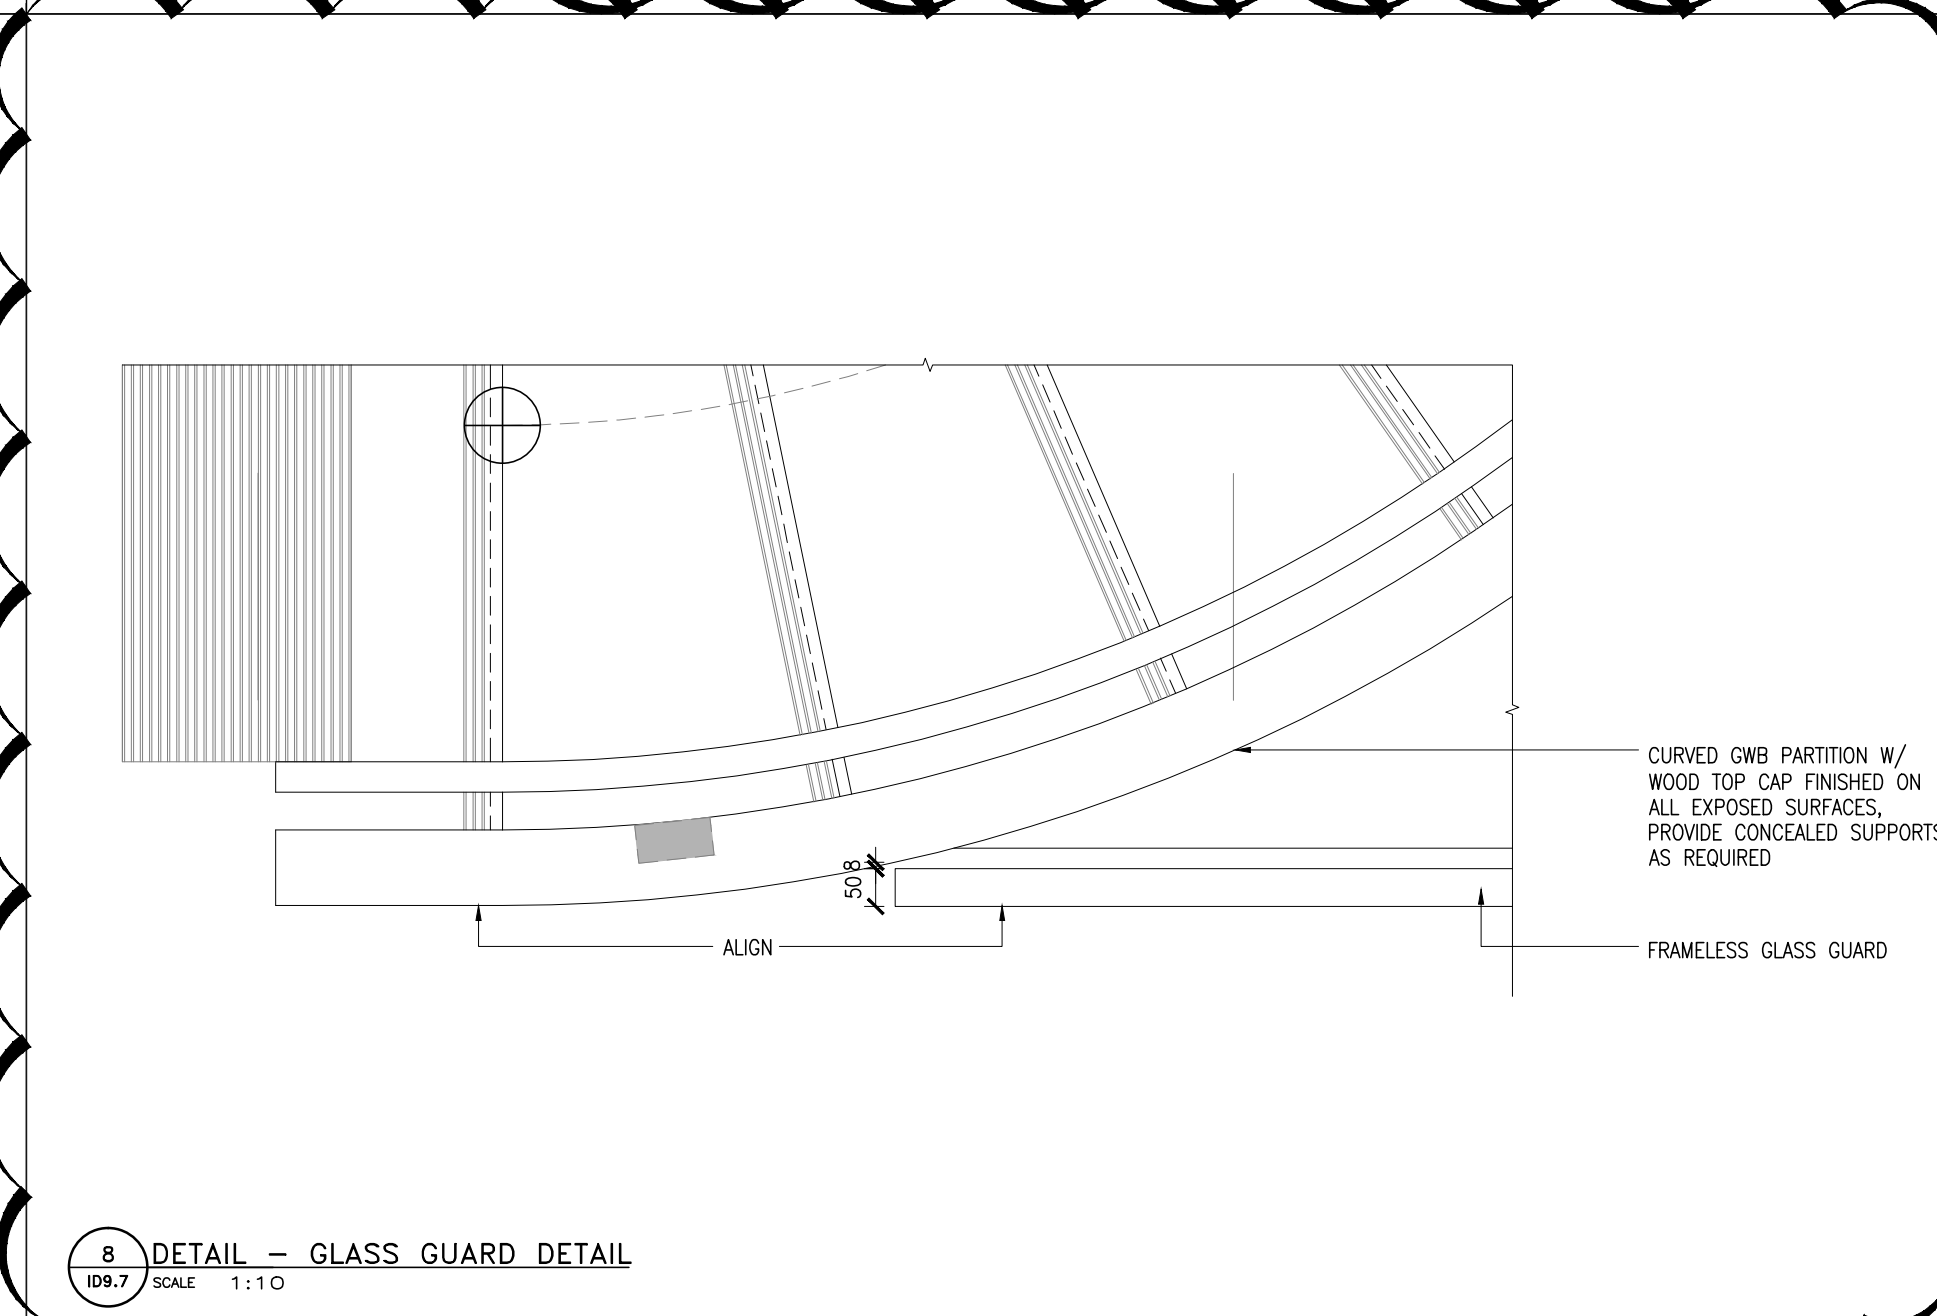 CURVED GWB PARTITION W/
WOOD TOP CAP FINISHED ON
ALL EXPOSED SURFACES,
PROVIDE CONCEALED SUPPORTS
AS REQUIRED
8
50
ALIGN
FRAMELESS GLASS GUARD
8
DETAIL – GLASS GUARD DETAIL
ID9.7
SCALE 1:10